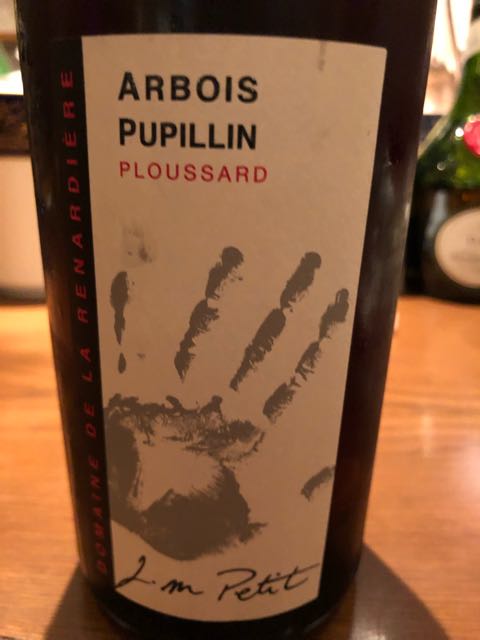 ARBOIS
PUPILLIN
PLOUSSARD
DOMAINE DE LA RENARDIÈRE
J. M Petit